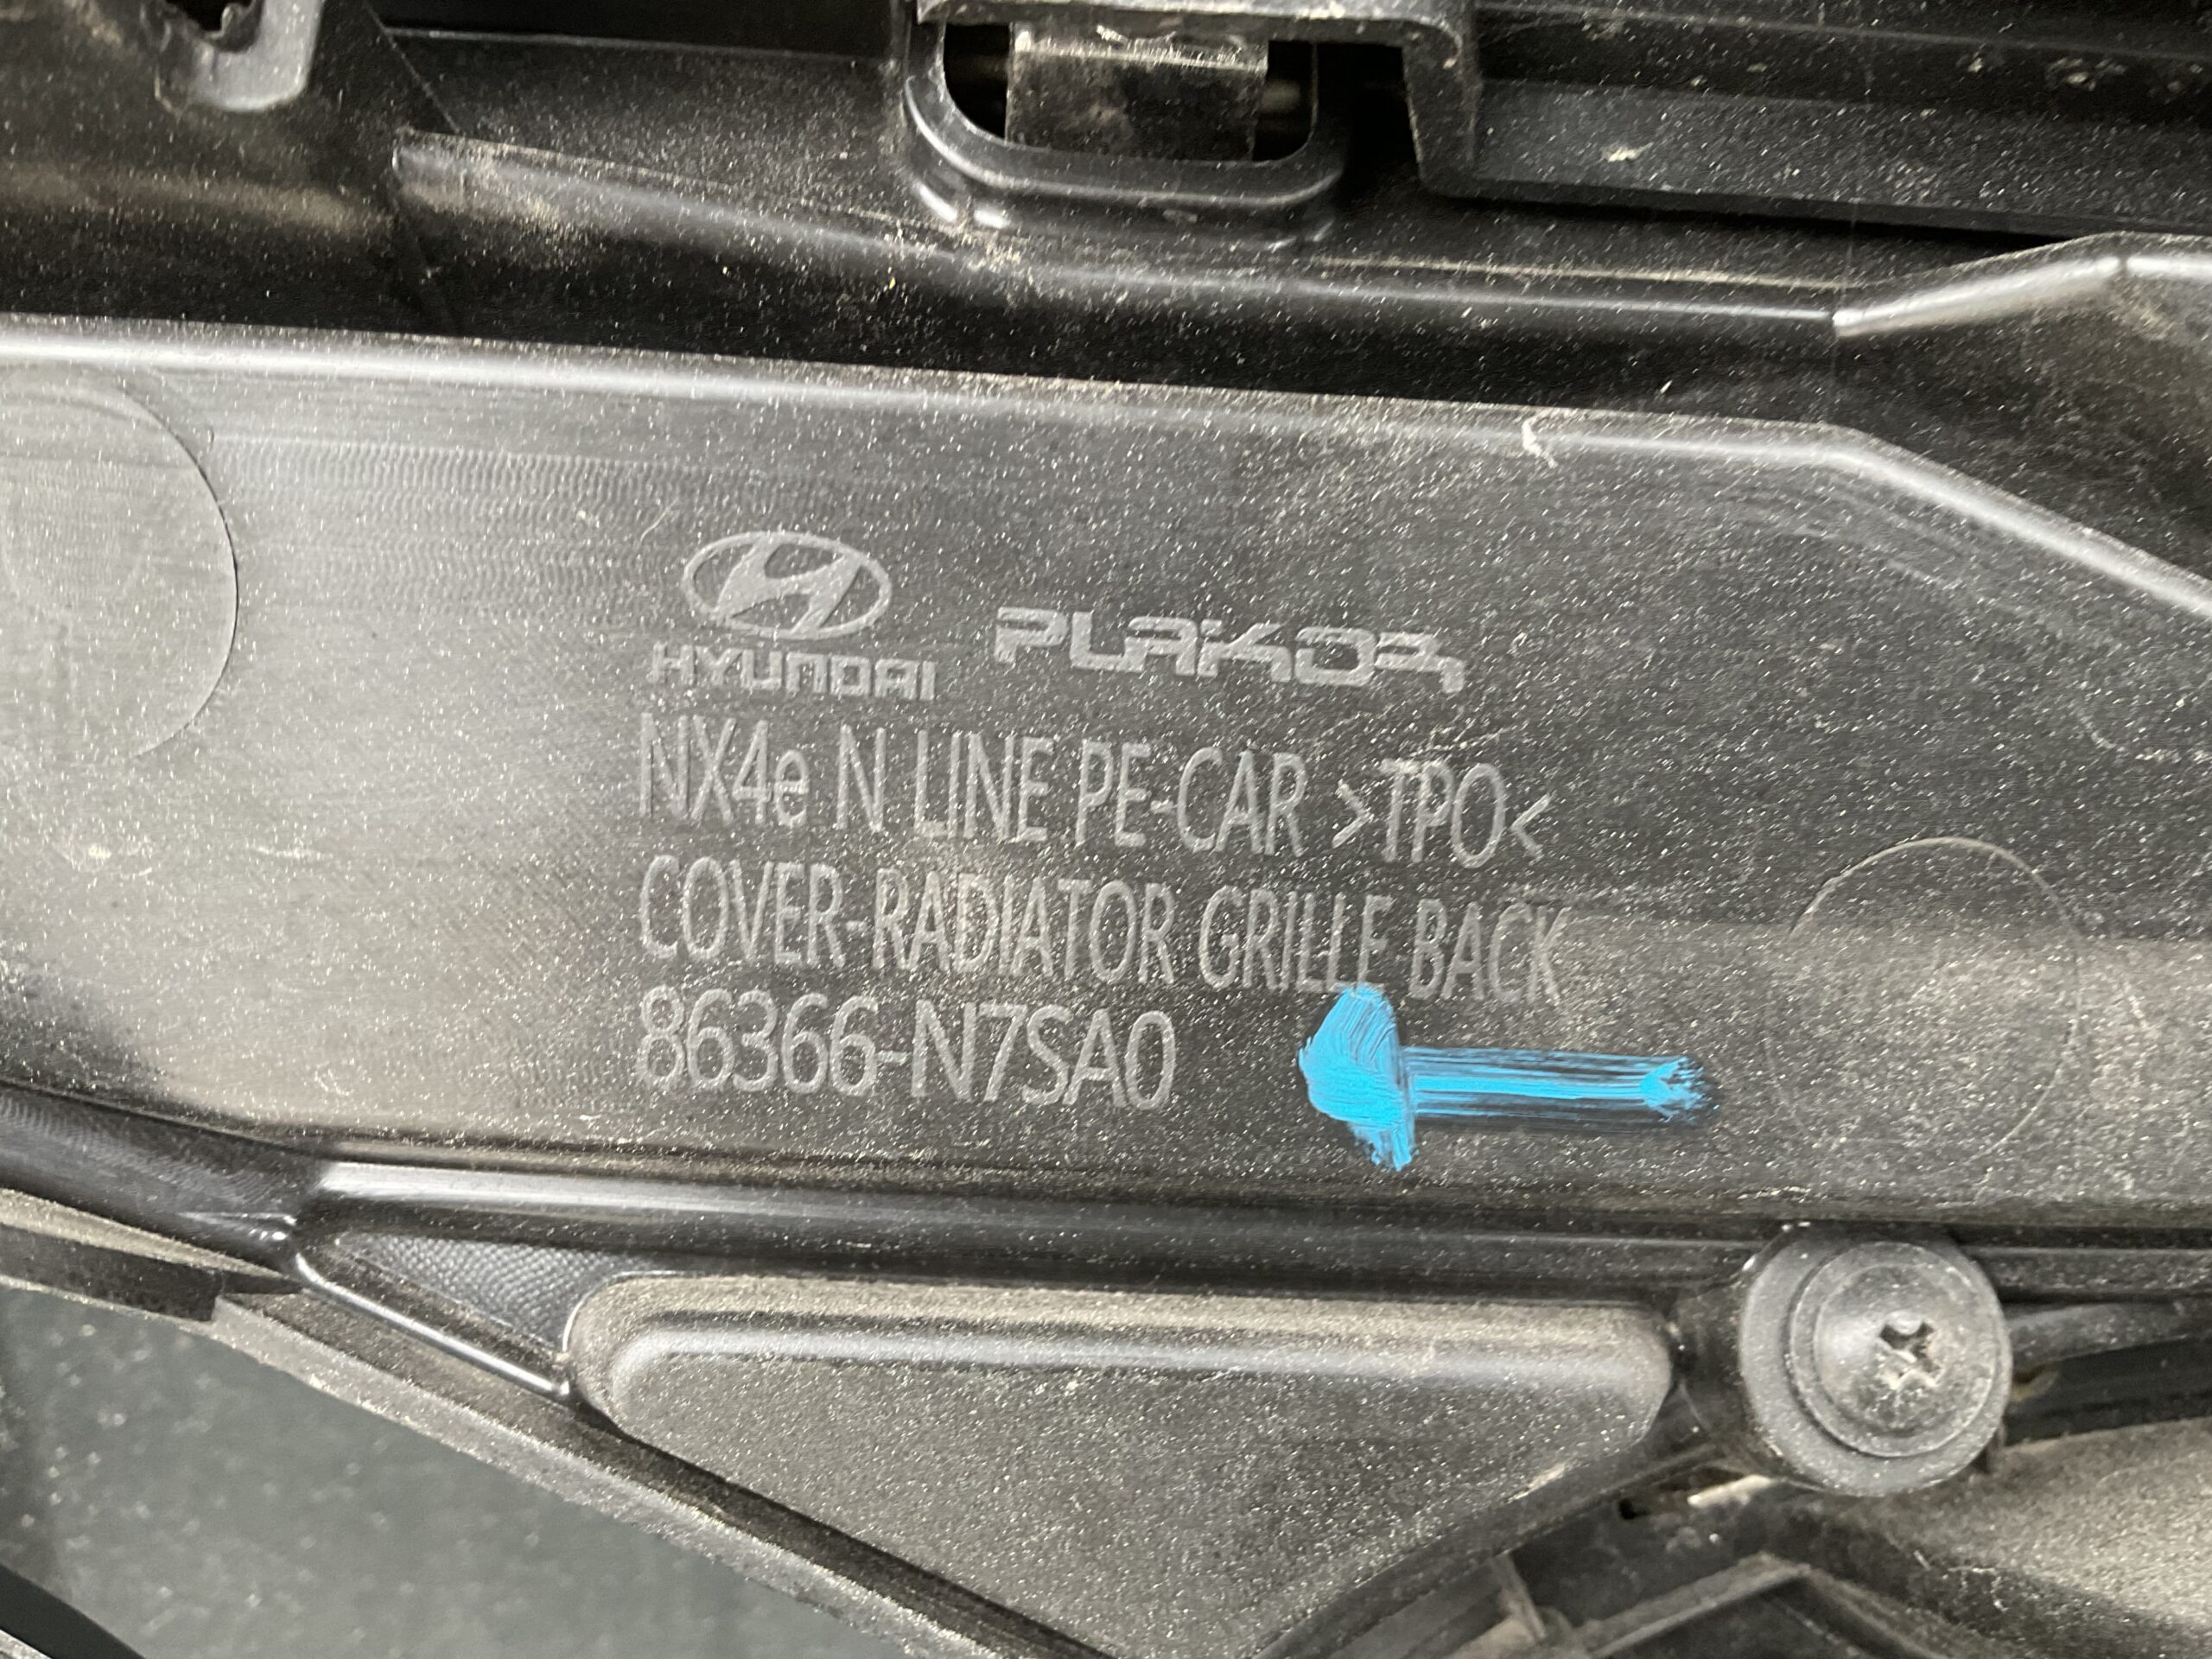 HYUNDAI PLAKOR
NX4e N LINE PE-CAR >TPO<
COVER-RADIATOR GRILLE BACK
86366-N7SA0